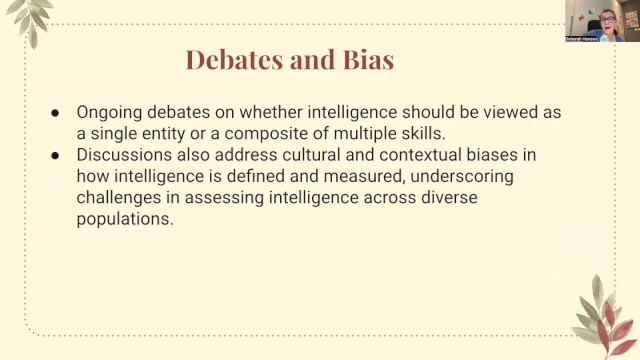 Debates and Bias
● Ongoing debates on whether intelligence should be viewed as
a single entity or a composite of multiple skills.
● Discussions also address cultural and contextual biases in
how intelligence is defined and measured, underscoring
challenges in assessing intelligence across diverse
populations.
Deborah Hansen